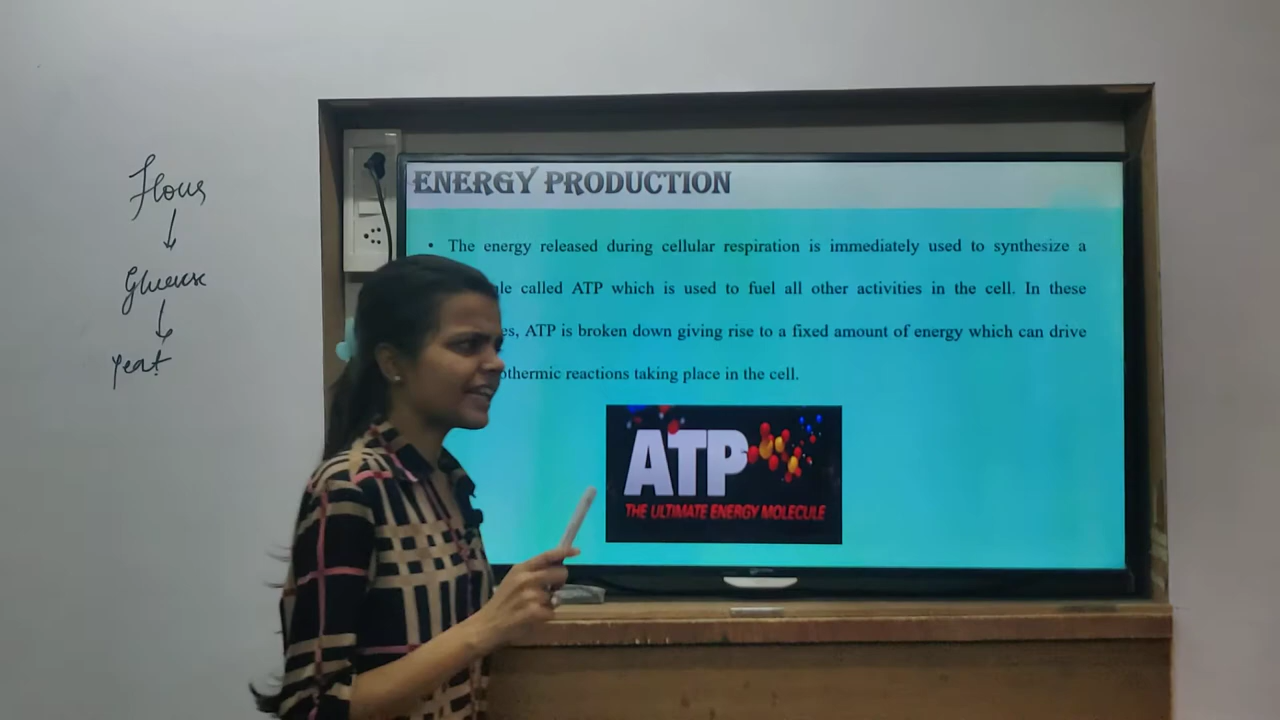 Flour
Glucose
yeat
ENERGY PRODUCTION
• The energy released during cellular respiration is immediately used to synthesize a
called ATP which is used to fuel all other activities in the cell. In these
ATP is broken down giving rise to a fixed amount of energy which can drive
reactions taking place in the cell.
ATP
THE ULTIMATE ENERGY MOLECULE